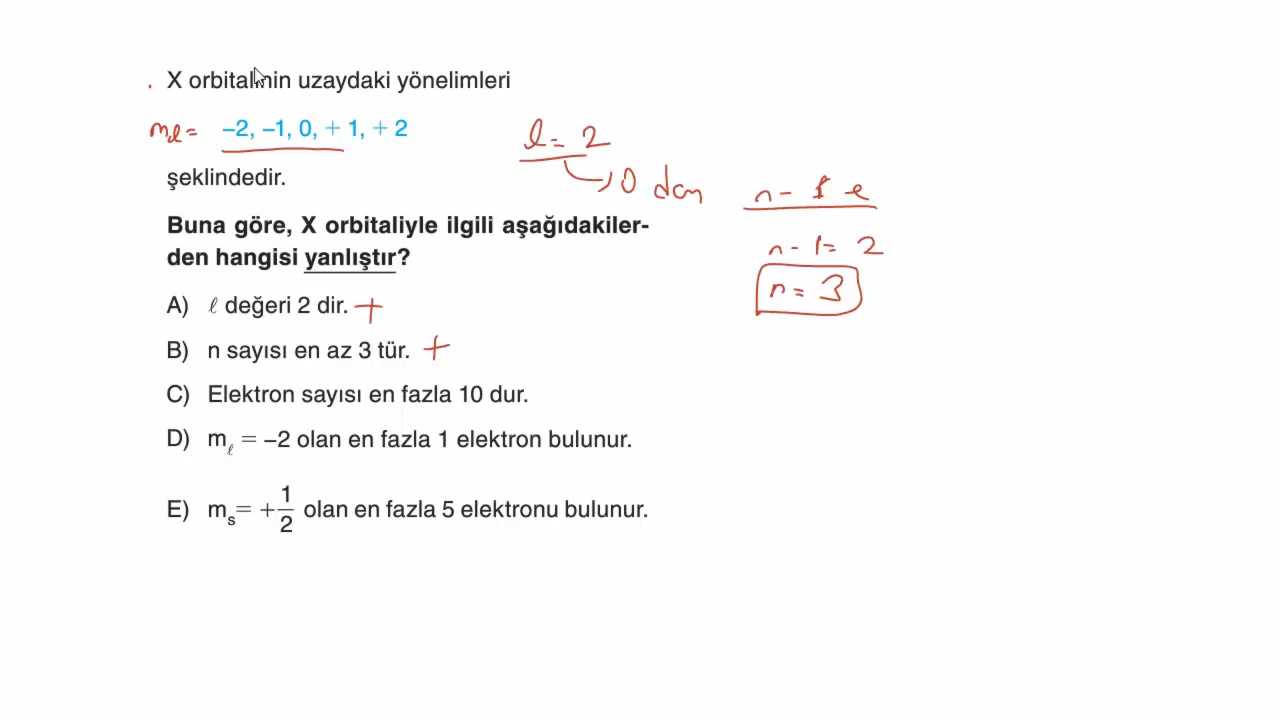 X orbitalinin uzaydaki yönelimleri
mℓ = –2, –1, 0, + 1, + 2
ℓ = 2
0 dan
n - 1 e
şeklindedir.
Buna göre, X orbitaliyle ilgili aşağıdakiler-
den hangisi yanlıştır?
n - 1 = 2
n = 3
A) ℓ değeri 2 dir. +
B) n sayısı en az 3 tür. +
C) Elektron sayısı en fazla 10 dur.
D) mℓ = –2 olan en fazla 1 elektron bulunur.
E) ms= +1/2 olan en fazla 5 elektronu bulunur.